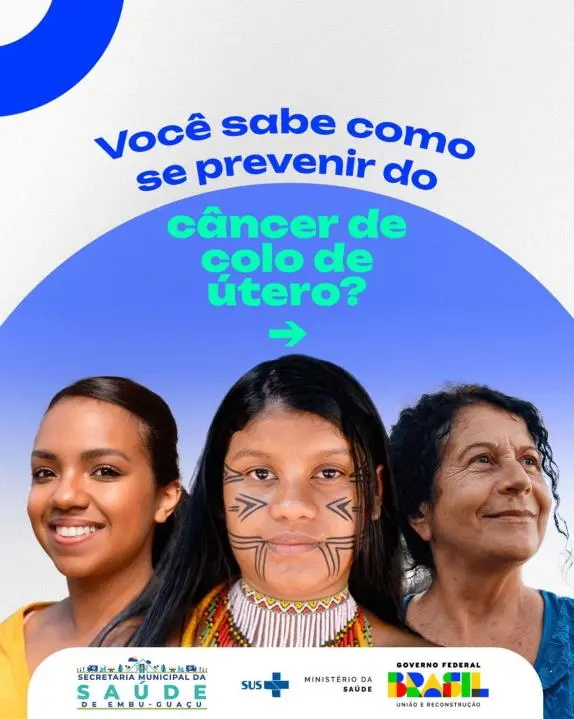 Você sabe como
se prevenir do
câncer de
colo de
útero?
SECRETARIA MUNICIPAL DA
SAÚDE
DE EMBU-GUAÇU
SUS
MINISTÉRIO DA
SAÚDE
GOVERNO FEDERAL
BRASIL
UNIÃO E RECONSTRUÇÃO